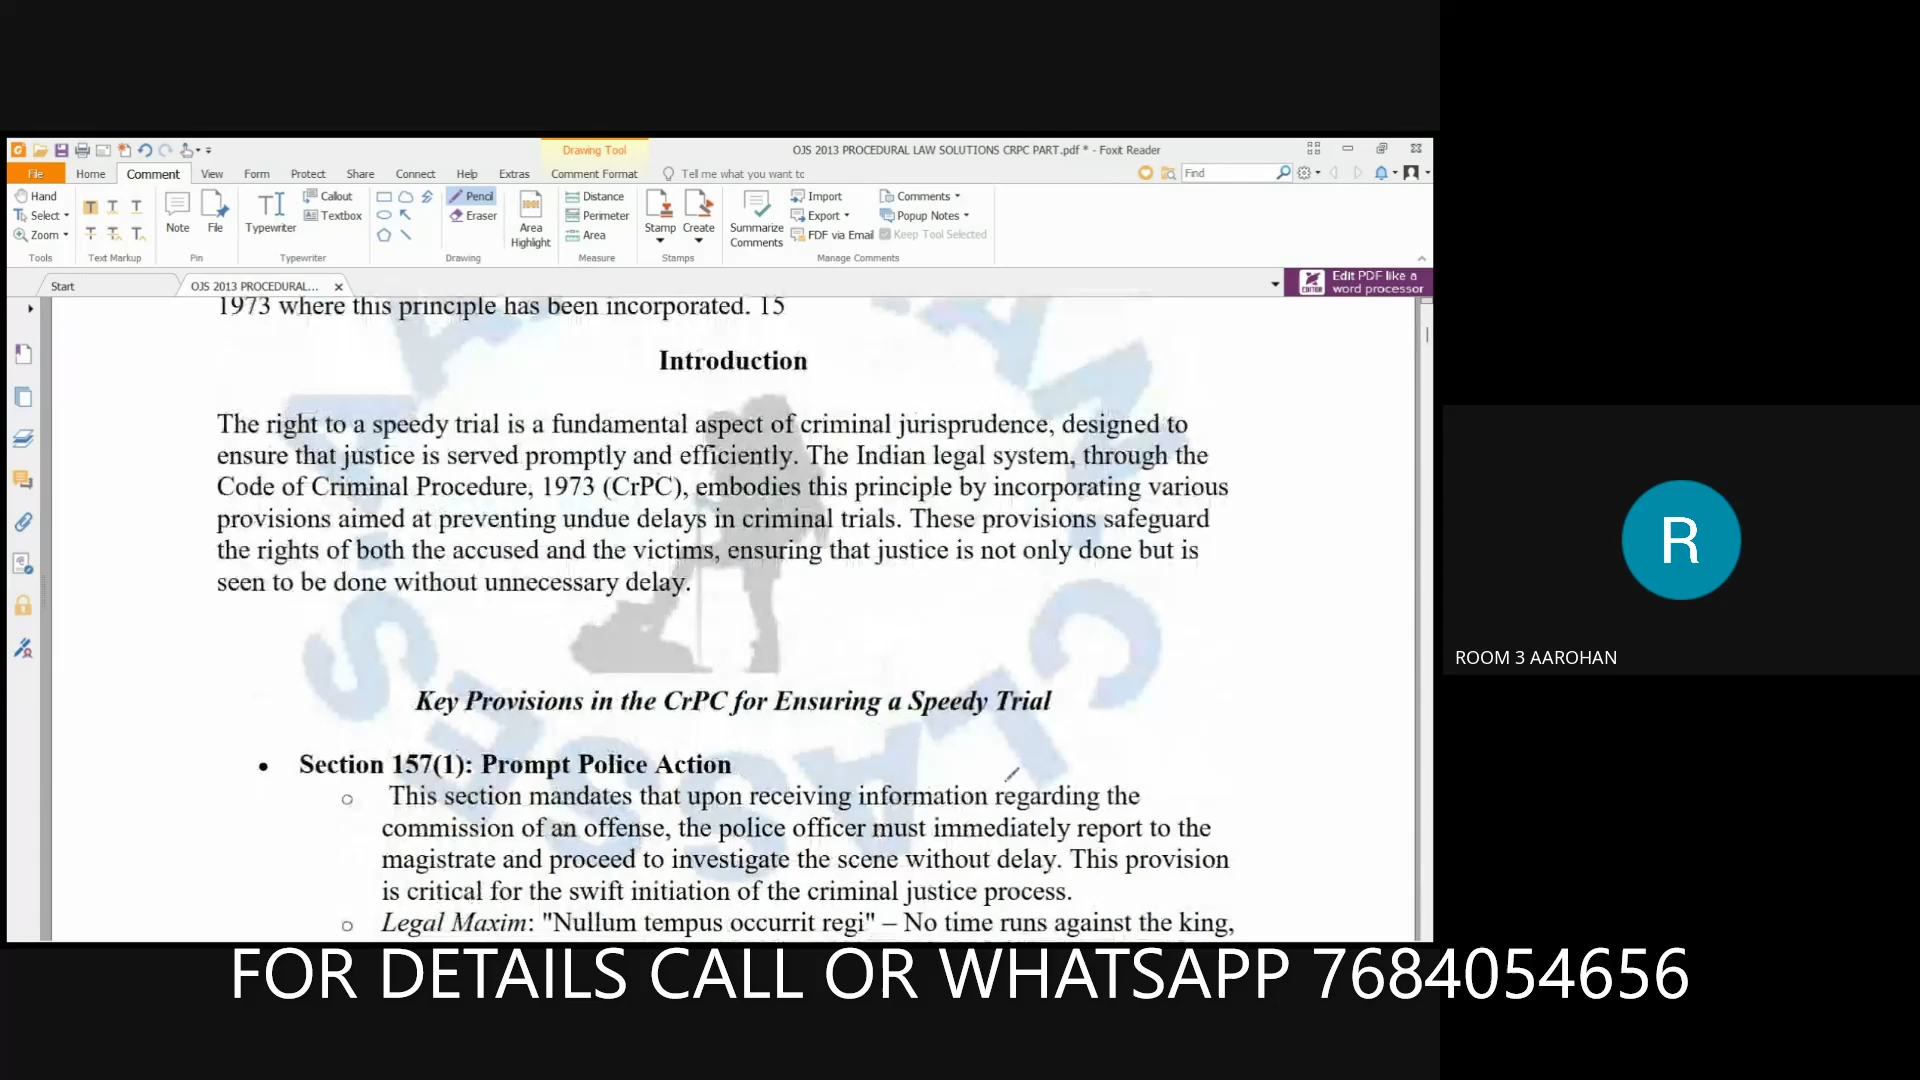 Drawing Tool
OJS 2013 PROCEDURAL LAW SOLUTIONS CRPC PART.pdf * - Foxit Reader
File Home Comment View Form Protect Share Connect Help Extras Comment Format Tell me what you want to Find
Hand
Select
Zoom
Tools
Text Markup
Note
File
Pin
Typewriter
Callout
Textbox
Typewriter
Pencil
Eraser
Drawing
Area
Highlight
Distance
Perimeter
Area
Measure
Stamp
Create
Stamps
Summarize
Comments
Import
Export
FDF via Email
Comments
Popup Notes
Keep Tool Selected
Manage Comments
Start
OJS 2013 PROCEDURAL...
Edit PDF like a
word processor
EDITOR
1973 where this principle has been incorporated. 15
Introduction
The right to a speedy trial is a fundamental aspect of criminal jurisprudence, designed to
ensure that justice is served promptly and efficiently. The Indian legal system, through the
Code of Criminal Procedure, 1973 (CrPC), embodies this principle by incorporating various
provisions aimed at preventing undue delays in criminal trials. These provisions safeguard
the rights of both the accused and the victims, ensuring that justice is not only done but is
seen to be done without unnecessary delay.
Key Provisions in the CrPC for Ensuring a Speedy Trial
• Section 157(1): Prompt Police Action
○ This section mandates that upon receiving information regarding the
commission of an offense, the police officer must immediately report to the
magistrate and proceed to investigate the scene without delay. This provision
is critical for the swift initiation of the criminal justice process.
○ Legal Maxim: "Nullum tempus occurrit regi" – No time runs against the king,
R
ROOM 3 AAROHAN
FOR DETAILS CALL OR WHATSAPP 7684054656